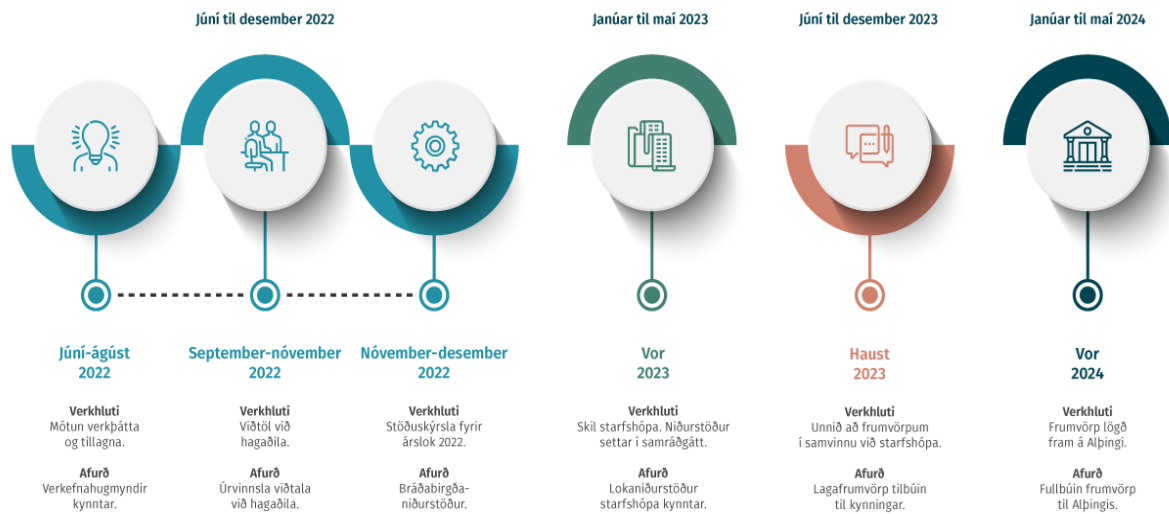 Júní til desember 2022
Janúar til maí 2023
Júní til desember 2023
Janúar til maí 2024
Júní-ágúst
2022
Verkhluti
Mótun verkþátta
og tillagna.
Afurð
Verkefnahugmyndir
kynntar.
September-nóvember
2022
Verkhluti
Viðtöl við
hagaðila.
Afurð
Úrvinnsla viðtala
við hagaðila.
Nóvember-desember
2022
Verkhluti
Stöðuskýrsla fyrir
árslok 2022.
Afurð
Bráðabirgða-
niðurstöður.
Vor
2023
Verkhluti
Skil starfshópa. Niðurstöður
settar í samráðgátt.
Afurð
Lokaniðurstöður
starfshópa kynntar.
Haust
2023
Verkhluti
Unnið að frumvörpum
í samvinnu við starfshópa.
Afurð
Lagafrumvörp tilbúin
til kynningar.
Vor
2024
Verkhluti
Frumvörp lögð
fram á Alþingi.
Afurð
Fullbúin frumvörp
til Alþingis.